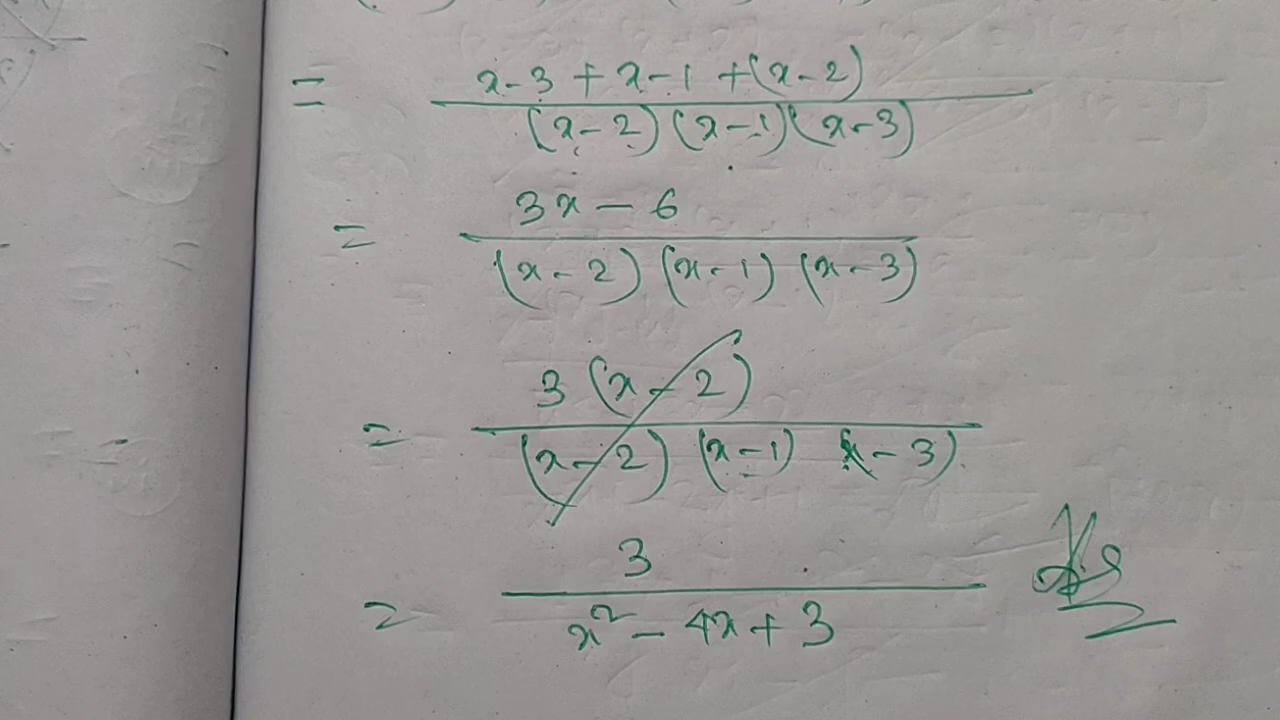 = x-3 + x-1 +(x-2) / (x-2) (x-1) (x-3)
= 3x - 6 / (x-2) (x-1) (x-3)
= 3 (x-2) / (x-2) (x-1) (x-3)
= 3 / x² - 4x + 3